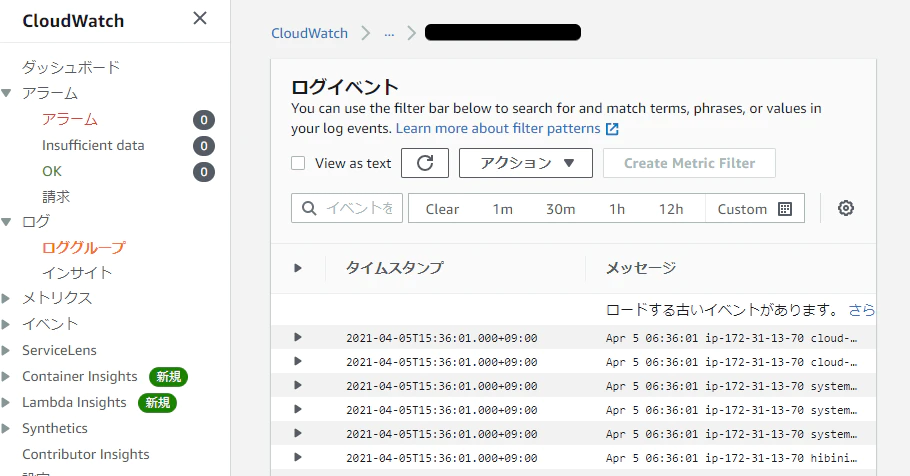 CloudWatch
ダッシュボード
アラーム
アラーム 0
Insufficient data 0
OK 0
請求
ログ
ロググループ
インサイト
メトリクス
イベント
ServiceLens
Container Insights 新規
Lambda Insights 新規
Synthetics
Contributor Insights
CloudWatch ...
ログイベント
You can use the filter bar below to search for and match terms, phrases, or values in
your log events. Learn more about filter patterns
View as text アクション Create Metric Filter
イベントを Clear 1m 30m 1h 12h Custom
タイムスタンプ メッセージ
ロードする古いイベントがあります。 さら
2021-04-05T15:36:01.000+09:00 Apr 5 06:36:01 ip-172-31-13-70 cloud-…
2021-04-05T15:36:01.000+09:00 Apr 5 06:36:01 ip-172-31-13-70 cloud-…
2021-04-05T15:36:01.000+09:00 Apr 5 06:36:01 ip-172-31-13-70 system…
2021-04-05T15:36:01.000+09:00 Apr 5 06:36:01 ip-172-31-13-70 system…
2021-04-05T15:36:01.000+09:00 Apr 5 06:36:01 ip-172-31-13-70 system…
2021-04-05T15:36:01.000+09:00 Apr 5 06:36:01 ip-172-31-13-70 hibini…